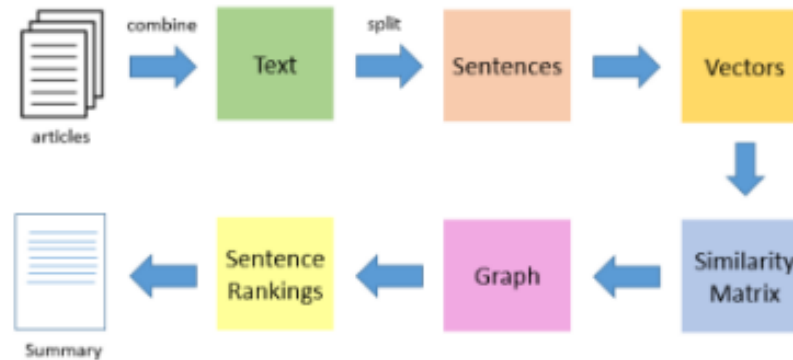 combine
split
Text
Sentences
Vectors
articles
Sentence
Rankings
Graph
Similarity
Matrix
Summary